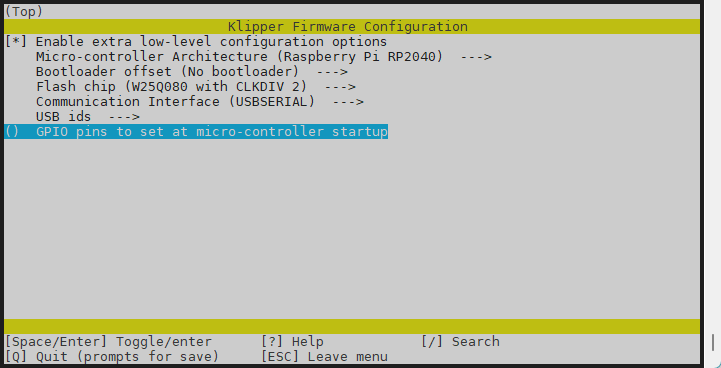 (Top)
Klipper Firmware Configuration
[*] Enable extra low-level configuration options
Micro-controller Architecture (Raspberry Pi RP2040)  --->
Bootloader offset (No bootloader)  --->
Flash chip (W25Q080 with CLKDIV 2)  --->
Communication Interface (USBSERIAL)  --->
USB ids  --->
()  GPIO pins to set at micro-controller startup
[Space/Enter] Toggle/enter      [?] Help            [/] Search
[Q] Quit (prompts for save)     [ESC] Leave menu